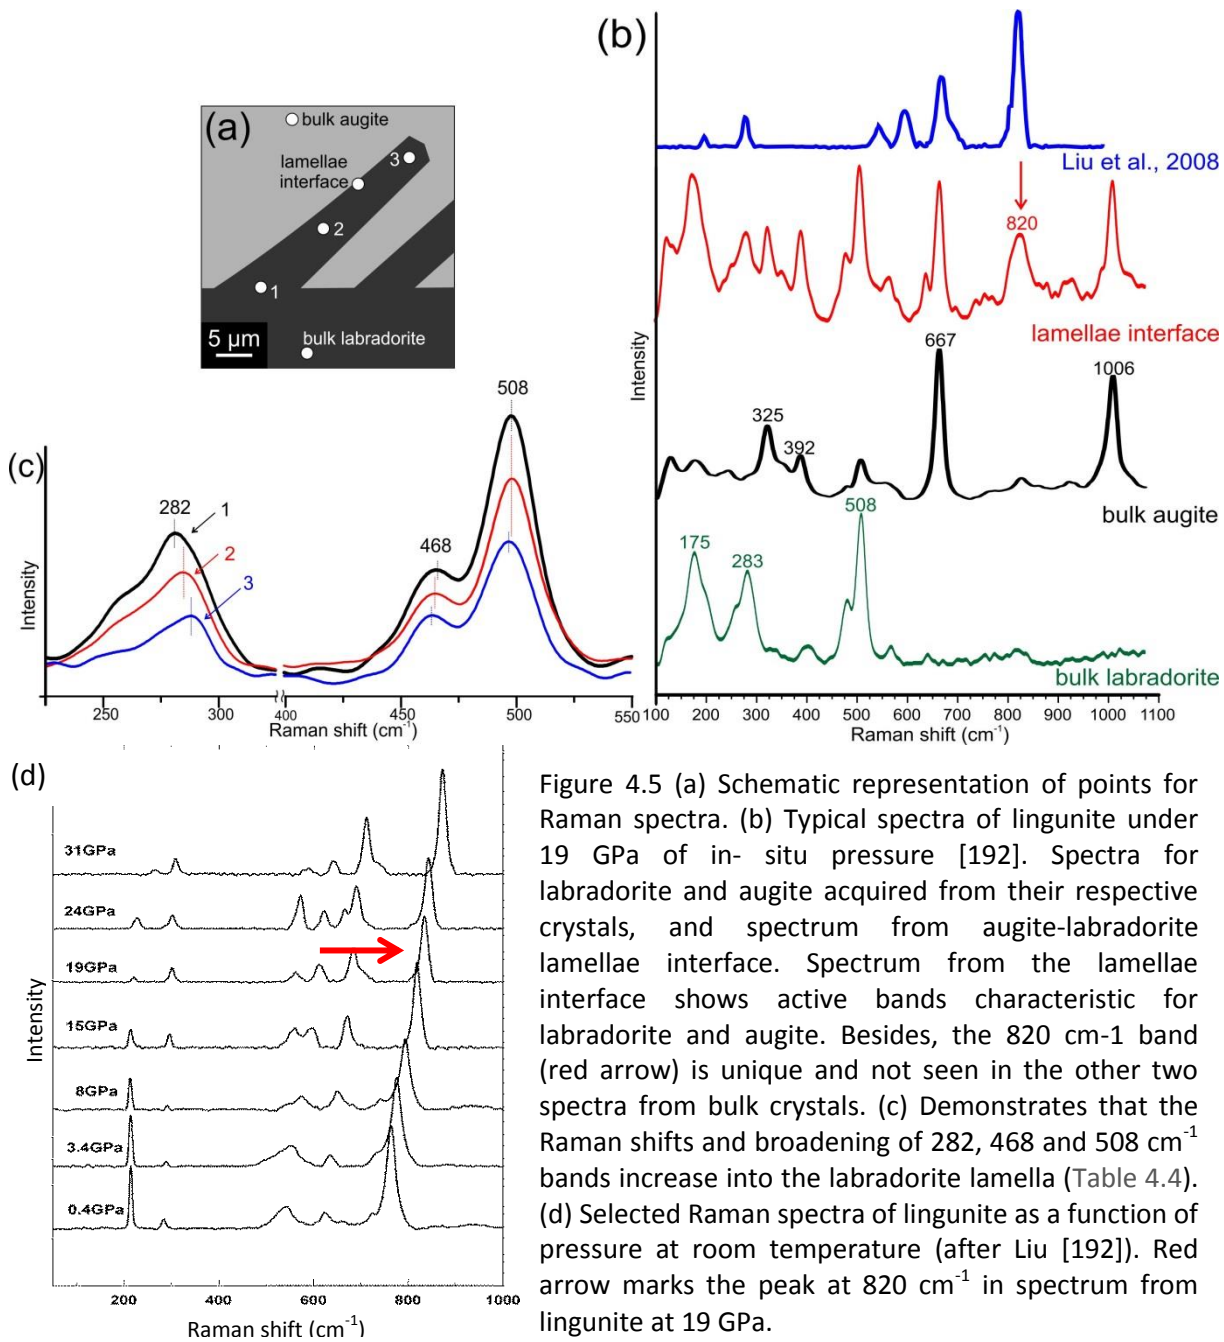 (a)
bulk augite
lamellae
interface
3
2
1
5 µm
bulk labradorite
(b)
Liu et al., 2008
820
lamellae interface
667
1006
325
392
bulk augite
508
175
283
bulk labradorite
Intensity
100 200 300 400 500 600 700 800 900 1000 1100
Raman shift (cm-1)
(c)
508
282
1
2
3
468
Intensity
250 300 400 450 500 550
Raman shift (cm-1)
(d)
31GPa
24GPa
19GPa
15GPa
8GPa
3.4GPa
0.4GPa
Intensity
200 400 600 800 1000
Raman shift (cm-1)
Figure 4.5 (a) Schematic representation of points for
Raman spectra. (b) Typical spectra of lingunite under
19 GPa of in- situ pressure [192]. Spectra for
labradorite and augite acquired from their respective
crystals, and spectrum from augite-labradorite
lamellae interface. Spectrum from the lamellae
interface shows active bands characteristic for
labradorite and augite. Besides, the 820 cm-1 band
(red arrow) is unique and not seen in the other two
spectra from bulk crystals. (c) Demonstrates that the
Raman shifts and broadening of 282, 468 and 508 cm-1
bands increase into the labradorite lamella (Table 4.4).
(d) Selected Raman spectra of lingunite as a function of
pressure at room temperature (after Liu [192]). Red
arrow marks the peak at 820 cm-1 in spectrum from
lingunite at 19 GPa.